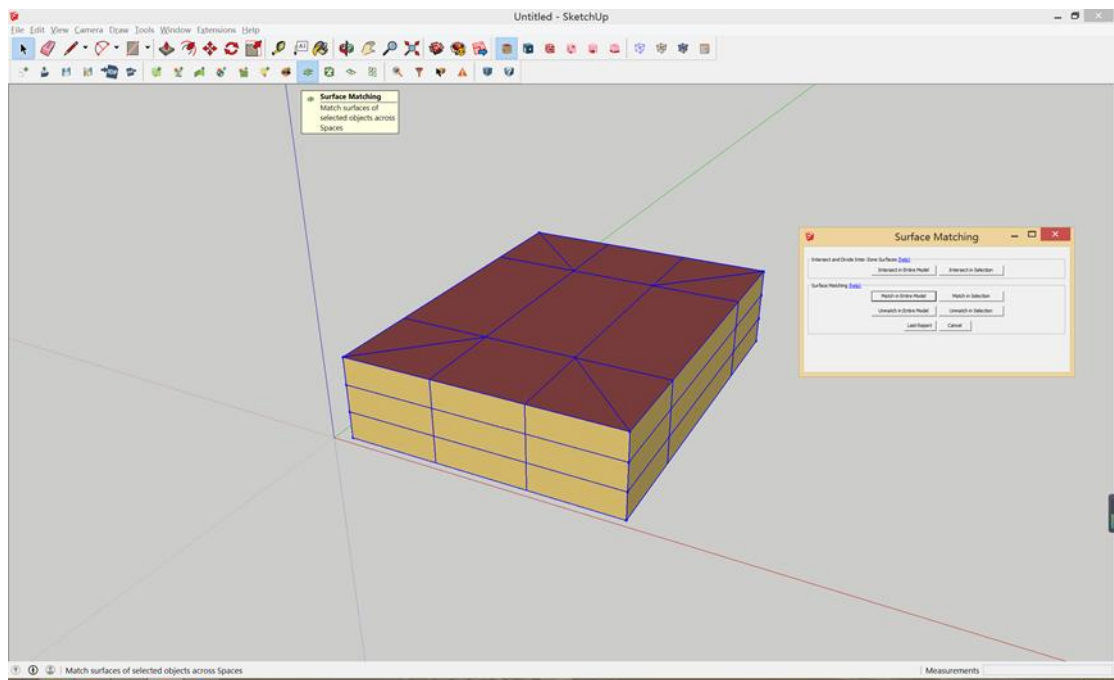 Untitled - SketchUp
File Edit View Camera Draw Tools Window Extensions Help
Surface Matching
Match surfaces of
selected objects across
Spaces
Surface Matching
Intersect and Divide Inter-Zone Surfaces (help)
Intersect in Entire Model Intersect in Selection
Surface Matching (help)
Match in Entire Model Match in Selection
Unmatch in Entire Model Unmatch in Selection
Last Report Cancel
Match surfaces of selected objects across Spaces
Measurements